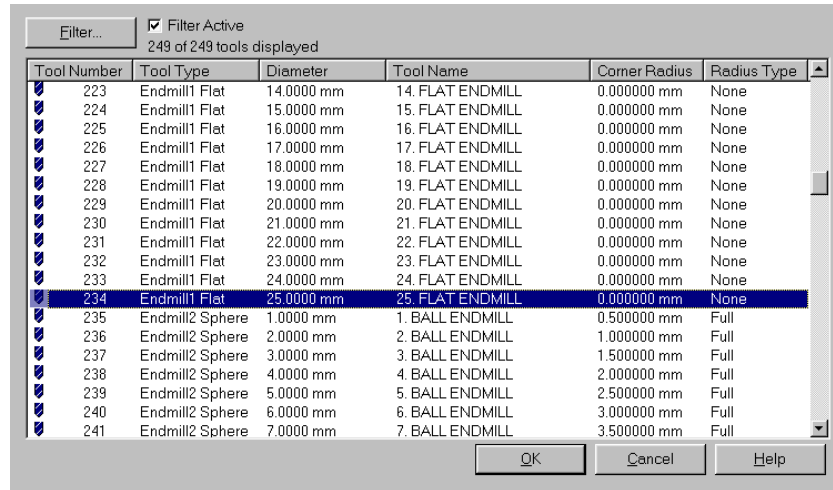 Filter...
Filter Active
249 of 249 tools displayed
Tool Number Tool Type Diameter Tool Name Corner Radius Radius Type
223 Endmill1 Flat 14.0000 mm 14. FLAT ENDMILL 0.000000 mm None
224 Endmill1 Flat 15.0000 mm 15. FLAT ENDMILL 0.000000 mm None
225 Endmill1 Flat 16.0000 mm 16. FLAT ENDMILL 0.000000 mm None
226 Endmill1 Flat 17.0000 mm 17. FLAT ENDMILL 0.000000 mm None
227 Endmill1 Flat 18.0000 mm 18. FLAT ENDMILL 0.000000 mm None
228 Endmill1 Flat 19.0000 mm 19. FLAT ENDMILL 0.000000 mm None
229 Endmill1 Flat 20.0000 mm 20. FLAT ENDMILL 0.000000 mm None
230 Endmill1 Flat 21.0000 mm 21. FLAT ENDMILL 0.000000 mm None
231 Endmill1 Flat 22.0000 mm 22. FLAT ENDMILL 0.000000 mm None
232 Endmill1 Flat 23.0000 mm 23. FLAT ENDMILL 0.000000 mm None
233 Endmill1 Flat 24.0000 mm 24. FLAT ENDMILL 0.000000 mm None
234 Endmill1 Flat 25.0000 mm 25. FLAT ENDMILL 0.000000 mm None
235 Endmill2 Sphere 1.0000 mm 1. BALL ENDMILL 0.500000 mm Full
236 Endmill2 Sphere 2.0000 mm 2. BALL ENDMILL 1.000000 mm Full
237 Endmill2 Sphere 3.0000 mm 3. BALL ENDMILL 1.500000 mm Full
238 Endmill2 Sphere 4.0000 mm 4. BALL ENDMILL 2.000000 mm Full
239 Endmill2 Sphere 5.0000 mm 5. BALL ENDMILL 2.500000 mm Full
240 Endmill2 Sphere 6.0000 mm 6. BALL ENDMILL 3.000000 mm Full
241 Endmill2 Sphere 7.0000 mm 7. BALL ENDMILL 3.500000 mm Full
OK Cancel Help